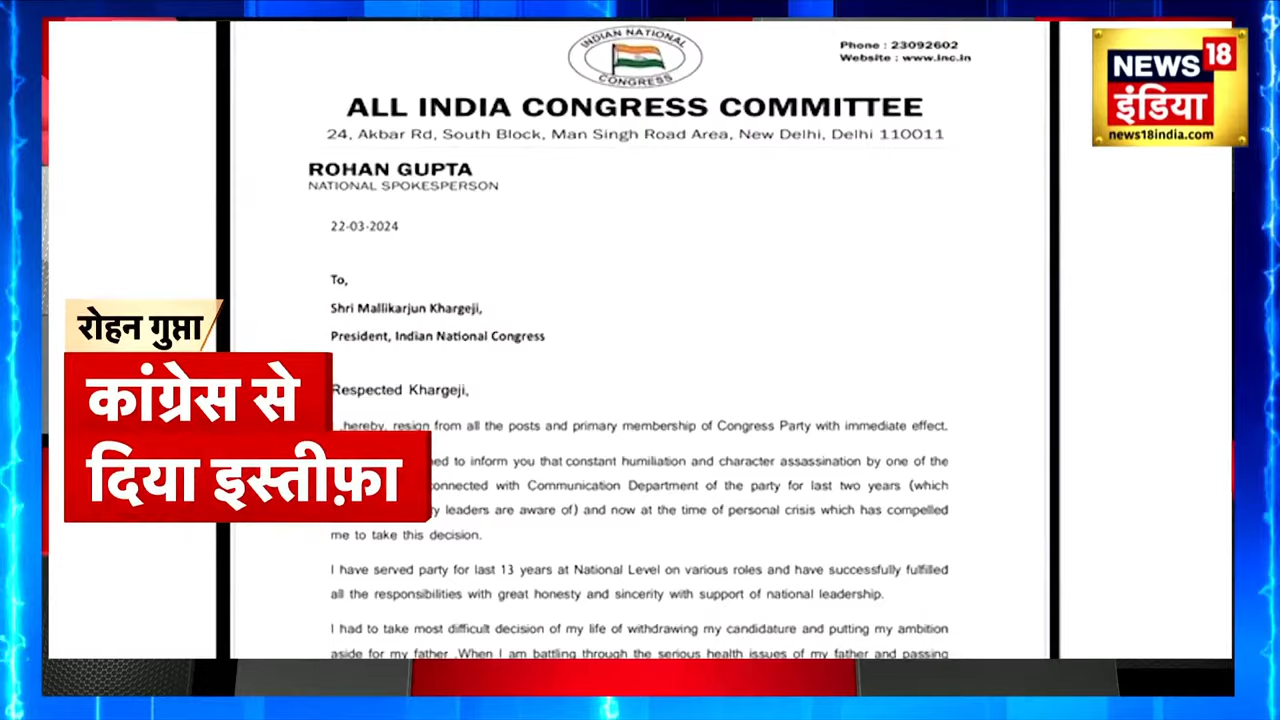 INDIAN NATIONAL
CONGRESS
Phone : 23092602
Website : www.inc.in
NEWS 18
इंडिया
news18india.com
ALL INDIA CONGRESS COMMITTEE
24, Akbar Rd, South Block, Man Singh Road Area, New Delhi, Delhi 110011
ROHAN GUPTA
NATIONAL SPOKESPERSON
22-03-2024
To,
Shri Mallikarjun Khargeji,
President, Indian National Congress
रोहन गुप्ता
कांग्रेस से
दिया इस्तीफ़ा
Respected Khargeji,
hereby, resign from all the posts and primary membership of Congress Party with immediate effect.
to inform you that constant humiliation and character assassination by one of the
connected with Communication Department of the party for last two years (which
leaders are aware of) and now at the time of personal crisis which has compelled
me to take this decision.
I have served party for last 13 years at National Level on various roles and have successfully fulfilled
all the responsibilities with great honesty and sincerity with support of national leadership.
I had to take most difficult decision of my life of withdrawing my candidature and putting my ambition
aside for my father .When I am battling through the serious health issues of my father and passing